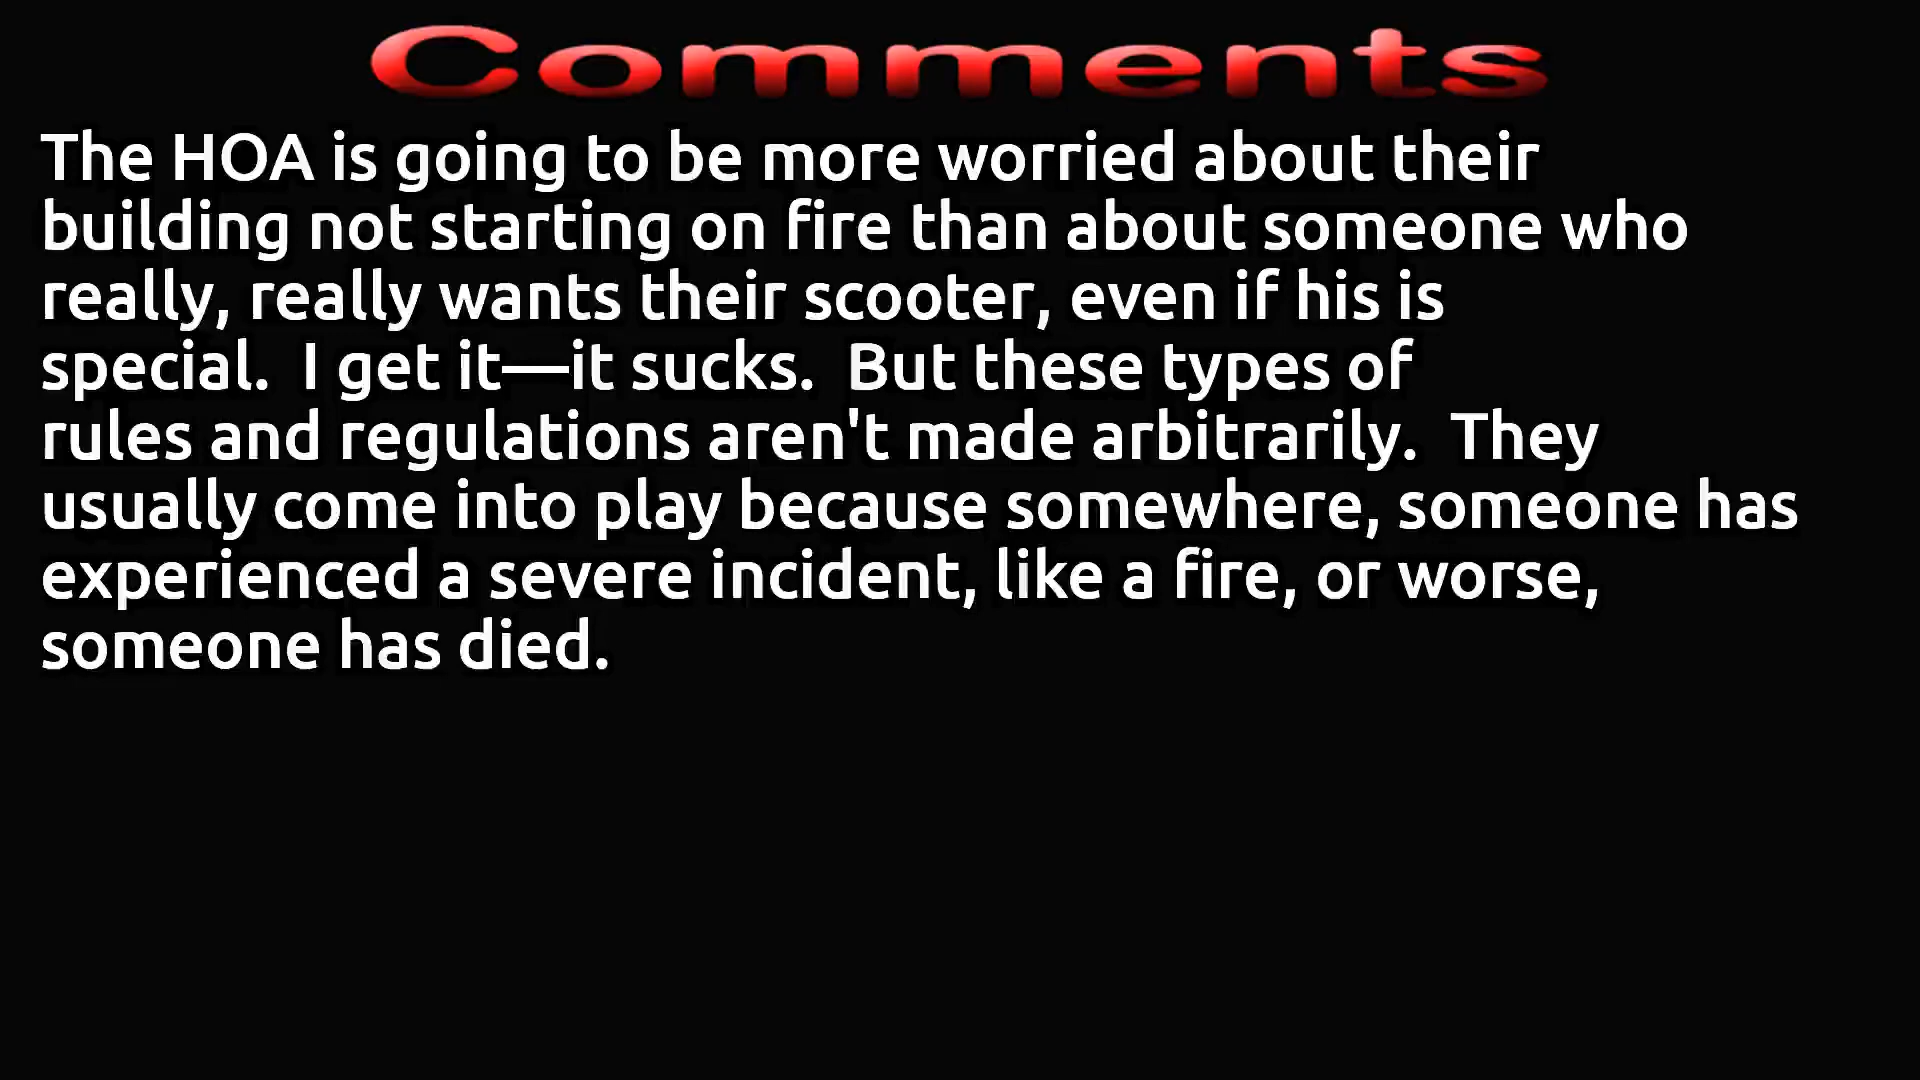 Comments
The HOA is going to be more worried about their
building not starting on fire than about someone who
really, really wants their scooter, even if his is
special.  I get it—it sucks.  But these types of
rules and regulations aren't made arbitrarily.  They
usually come into play because somewhere, someone has
experienced a severe incident, like a fire, or worse,
someone has died.